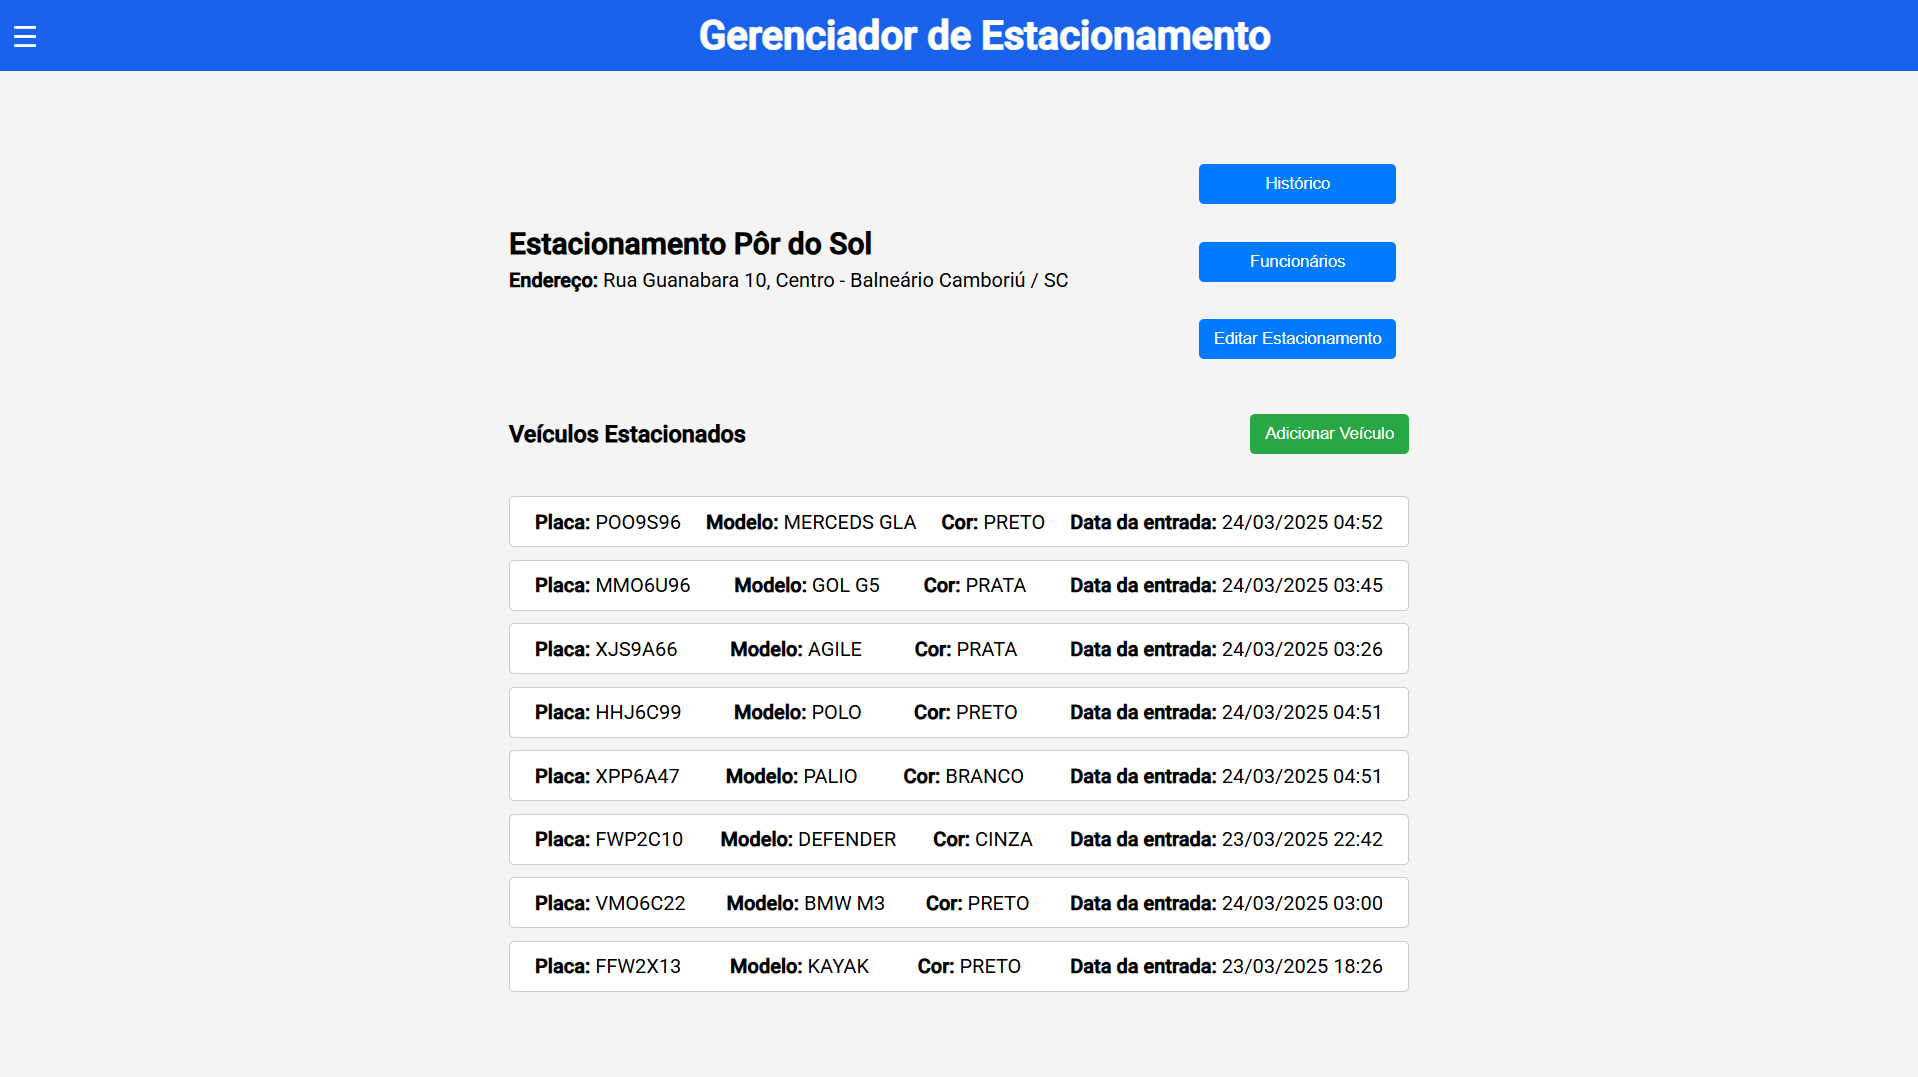 Gerenciador de Estacionamento
Histórico
Estacionamento Pôr do Sol
Funcionários
Endereço: Rua Guanabara 10, Centro - Balneário Camboriú / SC
Editar Estacionamento
Veículos Estacionados
Adicionar Veículo
Placa: POO9S96 Modelo: MERCEDS GLA Cor: PRETO Data da entrada: 24/03/2025 04:52
Placa: MMO6U96 Modelo: GOL G5 Cor: PRATA Data da entrada: 24/03/2025 03:45
Placa: XJS9A66 Modelo: AGILE Cor: PRATA Data da entrada: 24/03/2025 03:26
Placa: HHJ6C99 Modelo: POLO Cor: PRETO Data da entrada: 24/03/2025 04:51
Placa: XPP6A47 Modelo: PALIO Cor: BRANCO Data da entrada: 24/03/2025 04:51
Placa: FWP2C10 Modelo: DEFENDER Cor: CINZA Data da entrada: 23/03/2025 22:42
Placa: VMO6C22 Modelo: BMW M3 Cor: PRETO Data da entrada: 24/03/2025 03:00
Placa: FFW2X13 Modelo: KAYAK Cor: PRETO Data da entrada: 23/03/2025 18:26